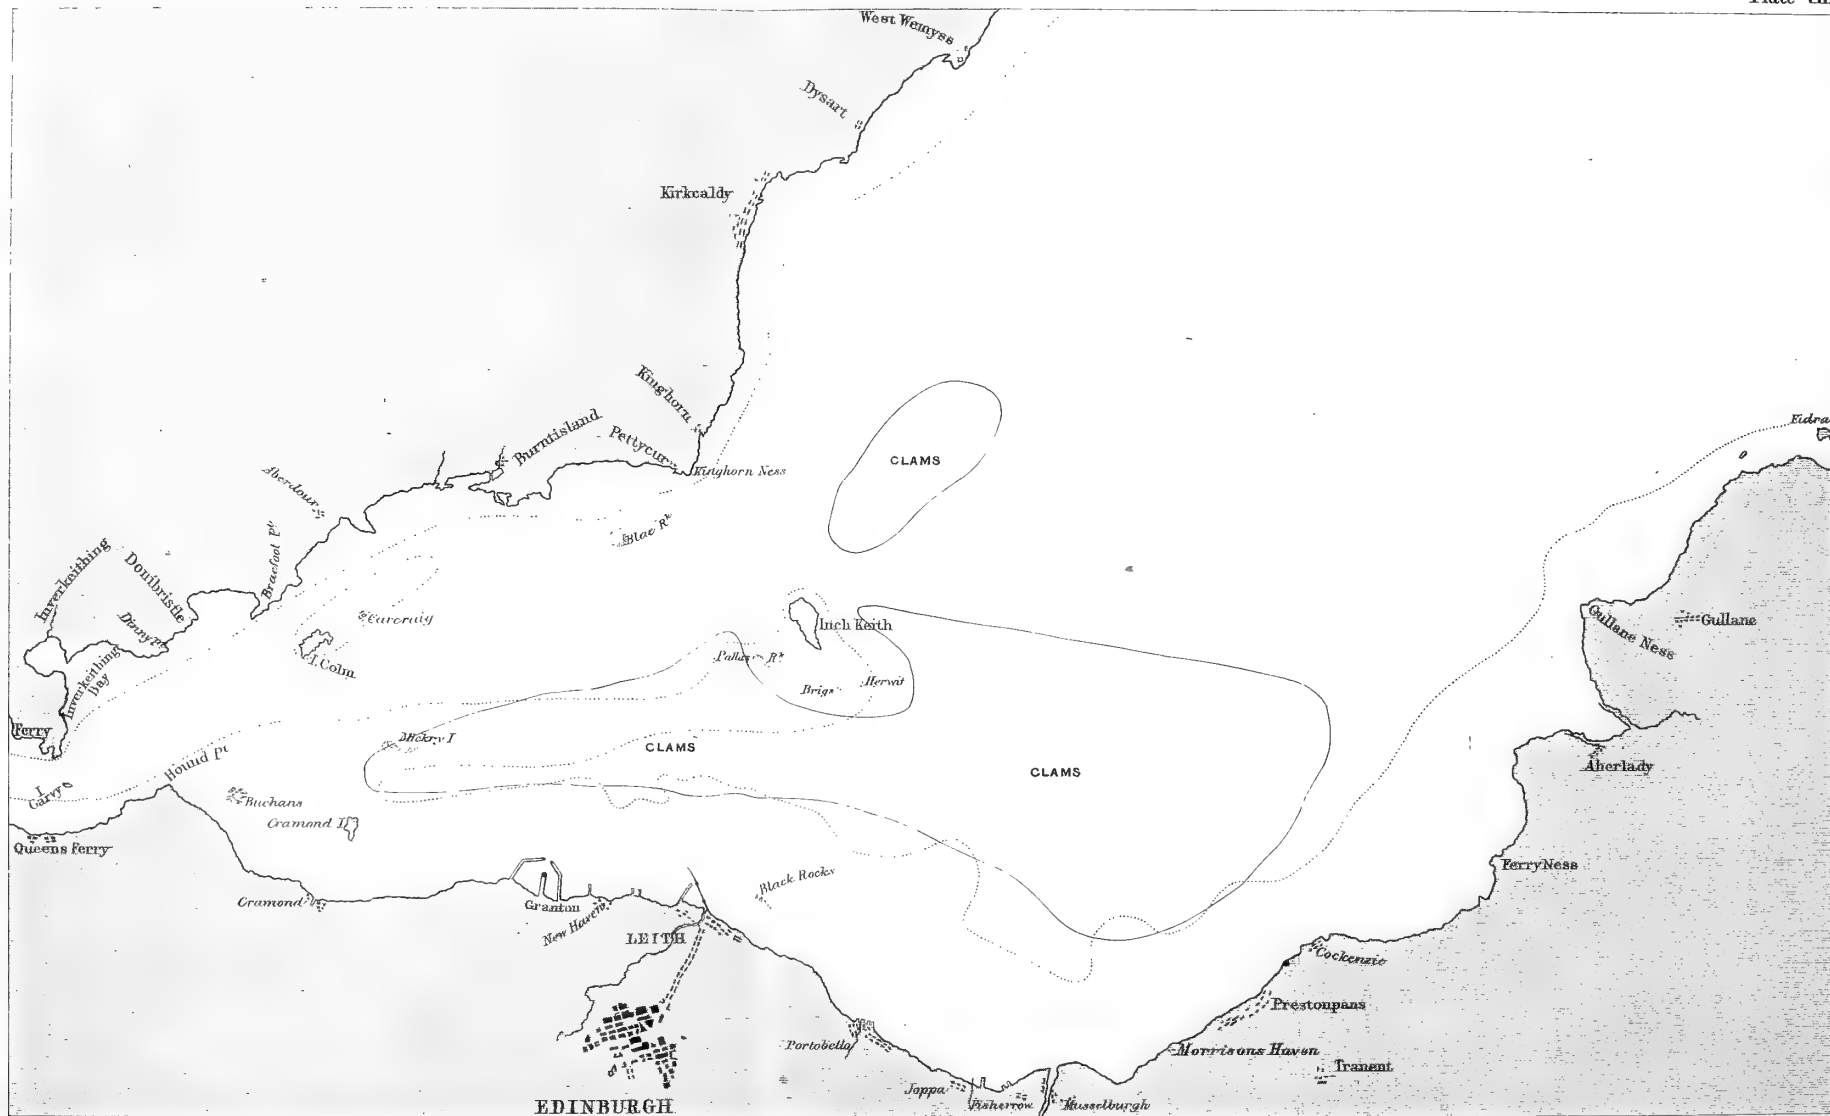 Plate
West Wemyss
Dysart
Kirkcaldy
Kinghorn
Burntisland
Pettycur
Kinghorn Ness
CLAMS
Fidra
Aberdour
Blae Rk
Braefoot Pt
Inverkeithing
Donibristle
Carcraig
Inch Keith
Gullane Ness
Gullane
I. Colm
Pallas Rk
Inverkeithing
Bay
Brigs
Herwit
Ferry
Mickry I
CLAMS
CLAMS
Hound Pt
Aberlady
I
Garvy
Buchans
Cramond I
Queens Ferry
Ferry Ness
Black Rocks
Cramond
Granton
New Haven
LEITH
Cockenzie
Prestonpans
Portobello
Morrisons Haven
Tranent
Joppa
Fisherrow
Musselburgh
EDINBURGH